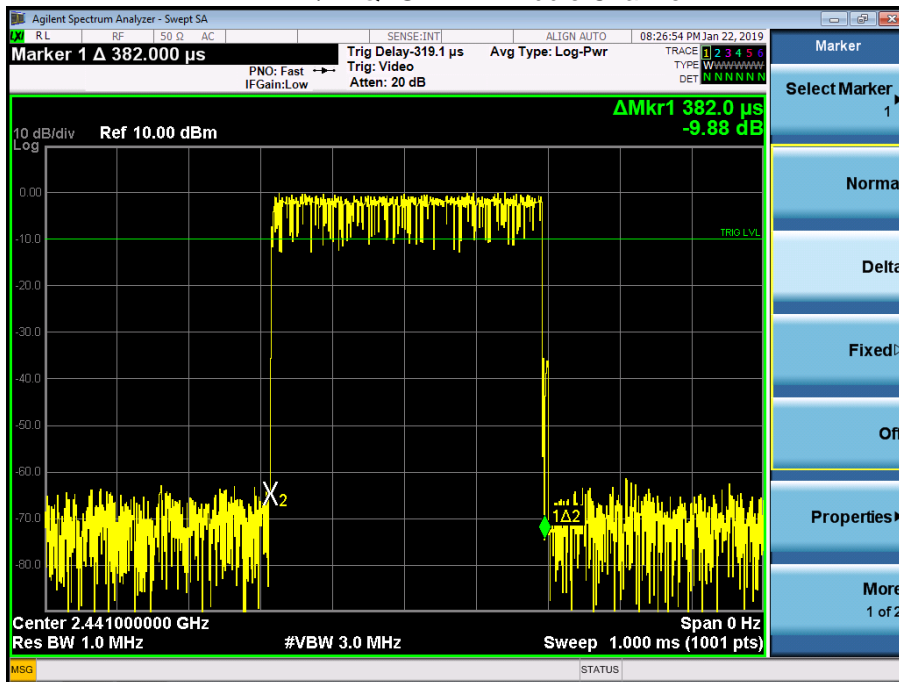 Agilent Spectrum Analyzer - Swept SA
LXI RL RF 50 Ω AC SENSE:INT ALIGN AUTO 08:26:54 PM Jan 22, 2019
Marker 1 Δ 382.000 µs
PNO: Fast
IFGain:Low
Trig Delay-319.1 µs
Trig: Video
Atten: 20 dB
Avg Type: Log-Pwr
TRACE 1 2 3 4 5 6
TYPE WWWWWWW
DET N N N N N N
ΔMkr1 382.0 µs
-9.88 dB
10 dB/div Ref 10.00 dBm
Log
0.00
-10.0
TRIG LVL
-20.0
-30.0
-40.0
-50.0
-60.0
-70.0
-80.0
X2
1Δ2
Center 2.441000000 GHz Span 0 Hz
Res BW 1.0 MHz #VBW 3.0 MHz Sweep 1.000 ms (1001 pts)
MSG STATUS
Marker
Select Marker
1
Norma
Delta
Fixed
Off
Properties
More
1 of 2